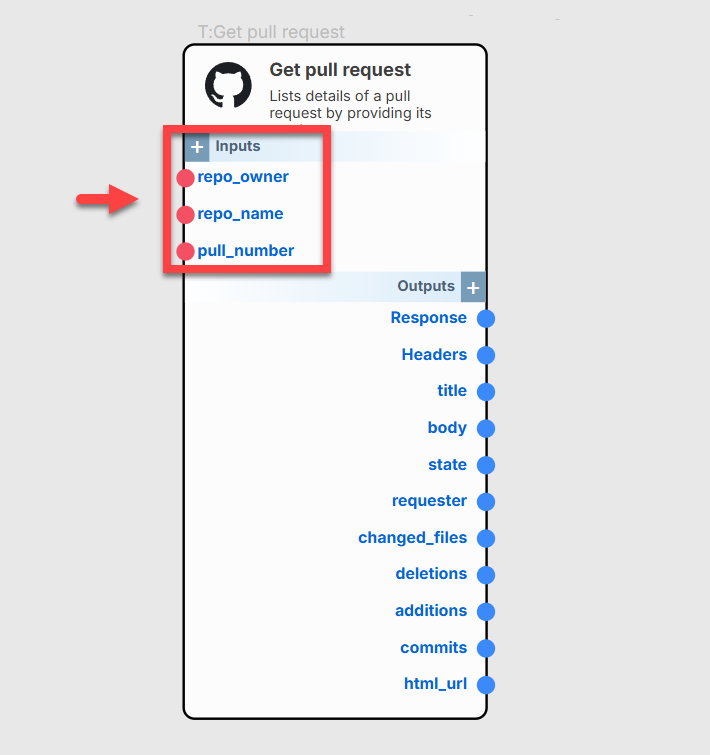 T:Get pull request
Get pull request
Lists details of a pull
request by providing its
+ Inputs
repo_owner
repo_name
pull_number
Outputs +
Response
Headers
title
body
state
requester
changed_files
deletions
additions
commits
html_url